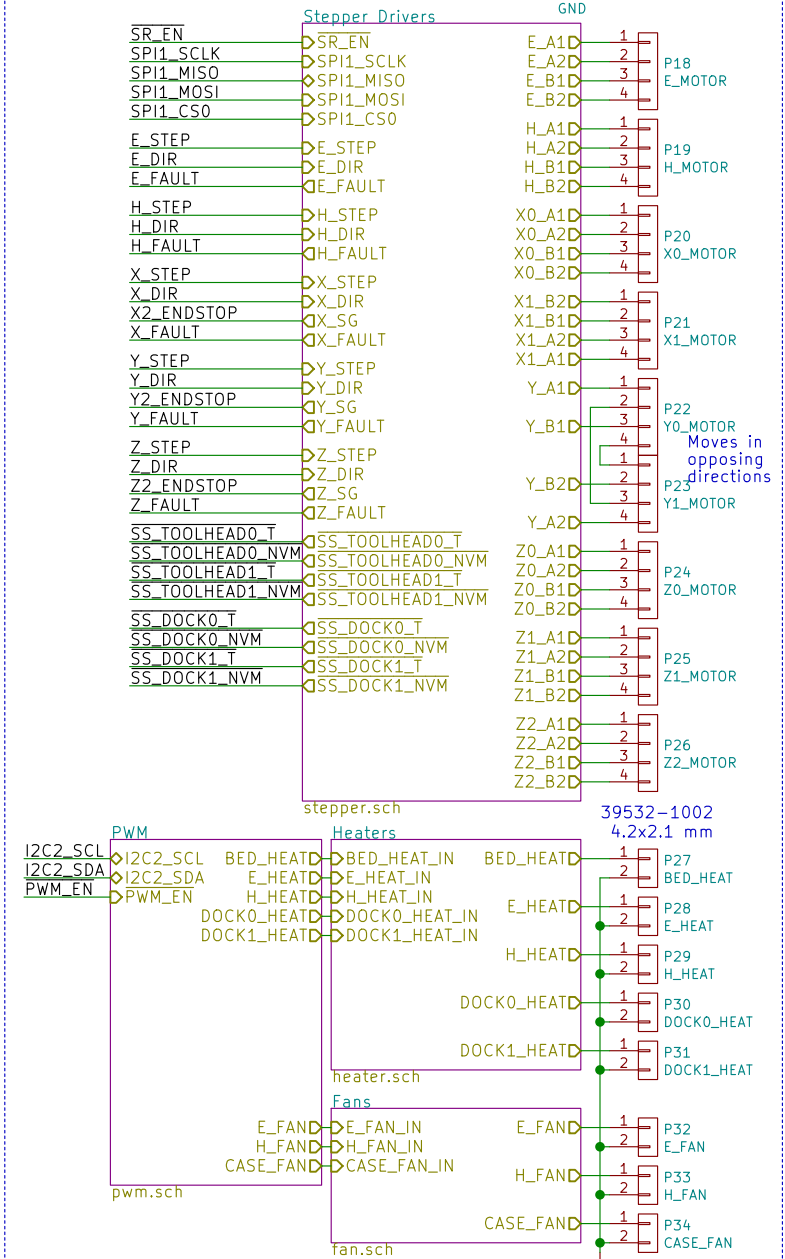 Stepper Drivers
GND
SR_EN
SPI1_SCLK
SPI1_MISO
SPI1_MOSI
SPI1_CS0
E_STEP
E_DIR
E_FAULT
H_STEP
H_DIR
H_FAULT
X_STEP
X_DIR
X2_ENDSTOP
X_FAULT
Y_STEP
Y_DIR
Y2_ENDSTOP
Y_FAULT
Z_STEP
Z_DIR
Z2_ENDSTOP
Z_FAULT
SS_TOOLHEAD0_T
SS_TOOLHEAD0_NVM
SS_TOOLHEAD1_T
SS_TOOLHEAD1_NVM
SS_DOCK0_T
SS_DOCK0_NVM
SS_DOCK1_T
SS_DOCK1_NVM
SR_EN
SPI1_SCLK
SPI1_MISO
SPI1_MOSI
SPI1_CS0
E_STEP
E_DIR
E_FAULT
H_STEP
H_DIR
H_FAULT
X_STEP
X_DIR
X_SG
X_FAULT
Y_STEP
Y_DIR
Y_SG
Y_FAULT
Z_STEP
Z_DIR
Z_SG
Z_FAULT
SS_TOOLHEAD0_T
SS_TOOLHEAD0_NVM
SS_TOOLHEAD1_T
SS_TOOLHEAD1_NVM
SS_DOCK0_T
SS_DOCK0_NVM
SS_DOCK1_T
SS_DOCK1_NVM
E_A1 1
E_A2 2
E_B1 3
E_B2 4
P18
E_MOTOR
H_A1 1
H_A2 2
H_B1 3
H_B2 4
P19
H_MOTOR
X0_A1 1
X0_A2 2
X0_B1 3
X0_B2 4
P20
X0_MOTOR
X1_B2 1
X1_B1 2
X1_A2 3
X1_A1 4
P21
X1_MOTOR
Y_A1 1
2
Y_B1 3
4
P22
Y0_MOTOR
Moves in
opposing
directions
1
Y_B2 2
3
Y_A2 4
P23
Y1_MOTOR
Z0_A1 1
Z0_A2 2
Z0_B1 3
Z0_B2 4
P24
Z0_MOTOR
Z1_A1 1
Z1_A2 2
Z1_B1 3
Z1_B2 4
P25
Z1_MOTOR
Z2_A1 1
Z2_A2 2
Z2_B1 3
Z2_B2 4
P26
Z2_MOTOR
stepper.sch
39532-1002
4.2x2.1 mm
PWM
I2C2_SCL
I2C2_SDA
PWM_EN
I2C2_SCL
I2C2_SDA
PWM_EN
BED_HEAT
E_HEAT
H_HEAT
DOCK0_HEAT
DOCK1_HEAT
E_FAN
H_FAN
CASE_FAN
pwm.sch
Heaters
BED_HEAT_IN
E_HEAT_IN
H_HEAT_IN
DOCK0_HEAT_IN
DOCK1_HEAT_IN
BED_HEAT 1
2
P27
BED_HEAT
E_HEAT 1
2
P28
E_HEAT
H_HEAT 1
2
P29
H_HEAT
DOCK0_HEAT 1
2
P30
DOCK0_HEAT
DOCK1_HEAT 1
2
P31
DOCK1_HEAT
heater.sch
Fans
E_FAN_IN
H_FAN_IN
CASE_FAN_IN
E_FAN 1
2
P32
E_FAN
H_FAN 1
2
P33
H_FAN
CASE_FAN 1
2
P34
CASE_FAN
fan.sch